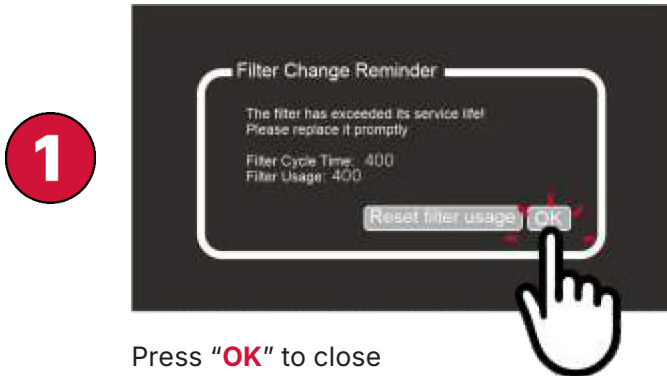 1
Filter Change Reminder
The filter has exceeded its service life!
Please replace it promptly
Filter Cycle Time: 400
Filter Usage: 400
Reset filter usage OK
Press “OK” to close